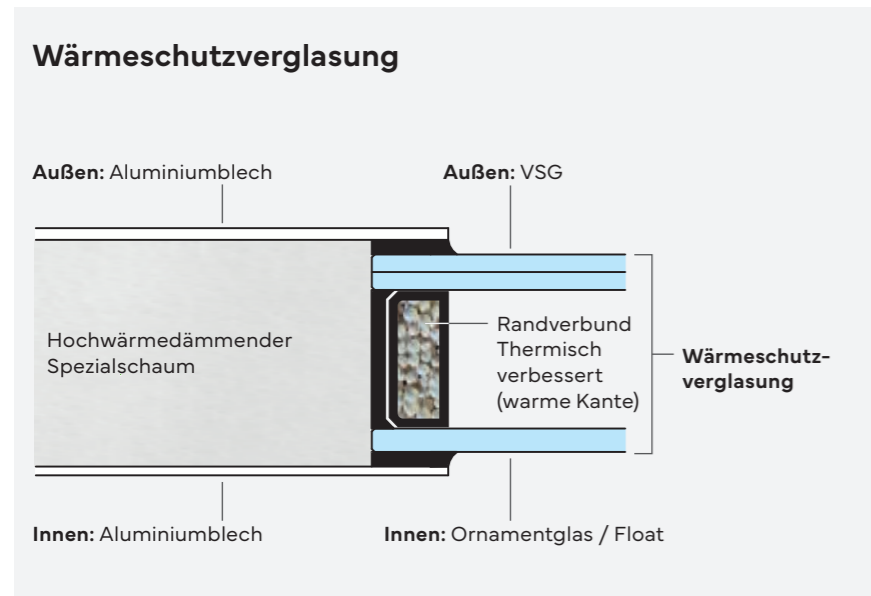 Wärmeschutzverglasung
Außen: Aluminiumblech
Außen: VSG
Hochwärmedämmender
Spezialschaum
Randverbund
Thermisch
verbessert
(warme Kante)
Wärmeschutz-
verglasung
Innen: Aluminiumblech
Innen: Ornamentglas / Float